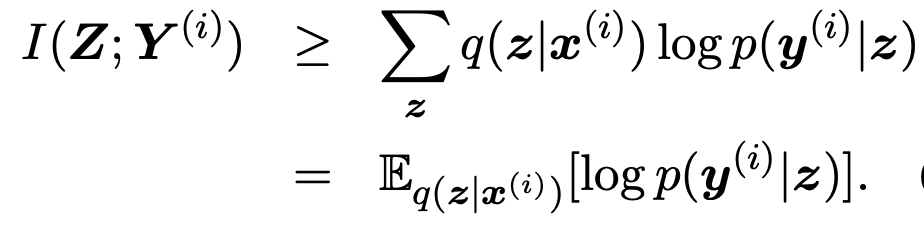 I(Z; Y^{(i)}) ≥ ∑_z q(z|x^{(i)}) log p(y^{(i)}|z)
= 𝔼_{q(z|x^{(i)})}[log p(y^{(i)}|z)]. (